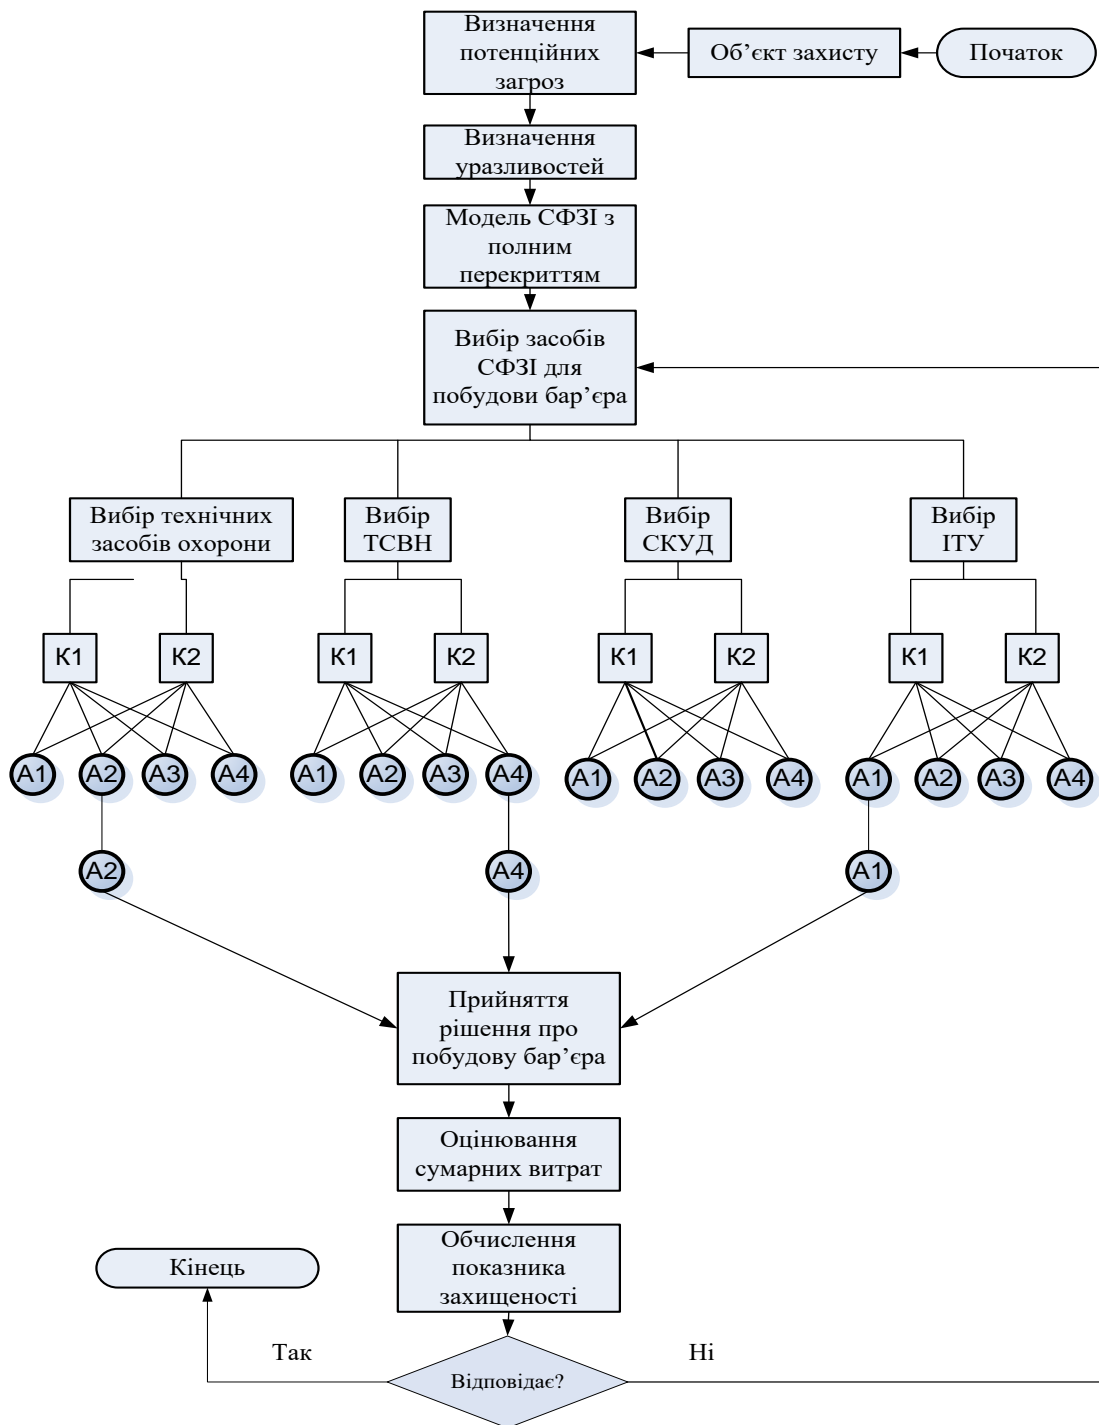 Визначення
потенційних
загроз
Об’єкт захисту
Початок
Визначення
уразливостей
Модель СФЗІ з
полним
перекриттям
Вибір засобів
СФЗІ для
побудови бар’єра
Вибір технічних
засобів охорони
Вибір
ТСВН
Вибір
СКУД
Вибір
ІТУ
К1
К2
К1
К2
К1
К2
К1
К2
А1
А2
А3
А4
А1
А2
А3
А4
А1
А2
А3
А4
А1
А2
А3
А4
А2
А4
А1
Прийняття
рішення про
побудову бар’єра
Оцінювання
сумарних витрат
Обчислення
показника
захищеності
Кінець
Так
Ні
Відповідає?